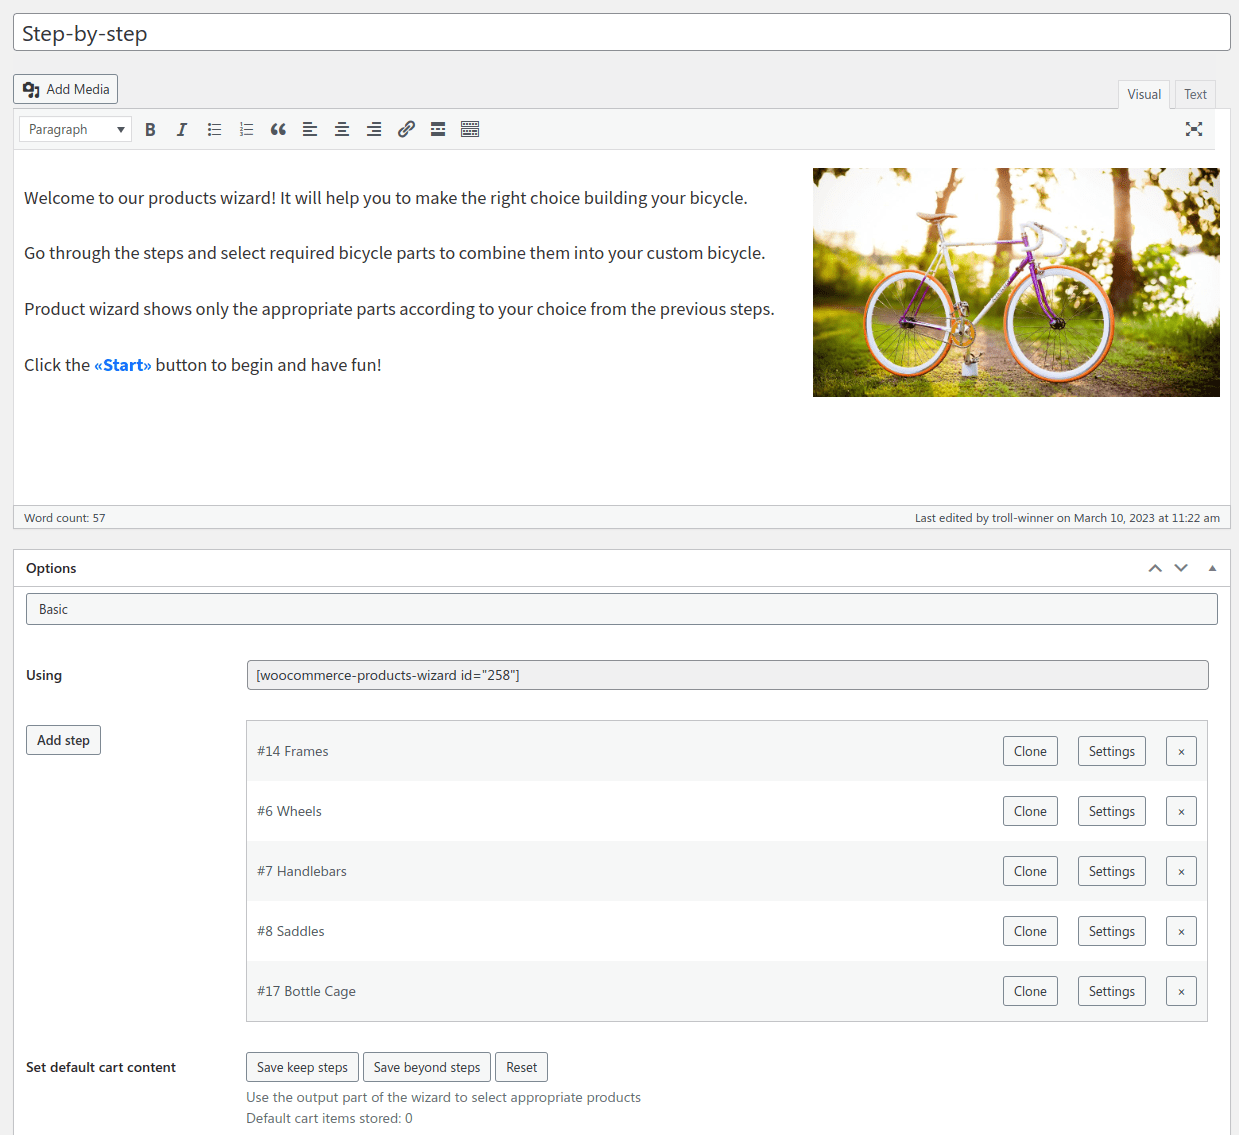 Step-by-step
Add Media
Visual Text
Paragraph
Welcome to our products wizard! It will help you to make the right choice building your bicycle.
Go through the steps and select required bicycle parts to combine them into your custom bicycle.
Product wizard shows only the appropriate parts according to your choice from the previous steps.
Click the «Start» button to begin and have fun!
Word count: 57 Last edited by troll-winner on March 10, 2023 at 11:22 am
Options
Basic
Using [woocommerce-products-wizard id="258"]
Add step
#14 Frames Clone Settings ×
#6 Wheels Clone Settings ×
#7 Handlebars Clone Settings ×
#8 Saddles Clone Settings ×
#17 Bottle Cage Clone Settings ×
Set default cart content Save keep steps Save beyond steps Reset
Use the output part of the wizard to select appropriate products
Default cart items stored: 0